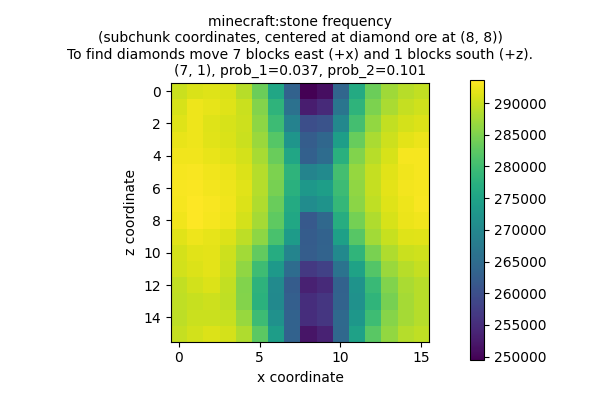 minecraft:stone frequency
(subchunk coordinates, centered at diamond ore at (8, 8))
To find diamonds move 7 blocks east (+x) and 1 blocks south (+z).
(7, 1), prob_1=0.037, prob_2=0.101
0
2
4
6
8
10
12
14
z coordinate
0 5 10 15
x coordinate
290000
285000
280000
275000
270000
265000
260000
255000
250000